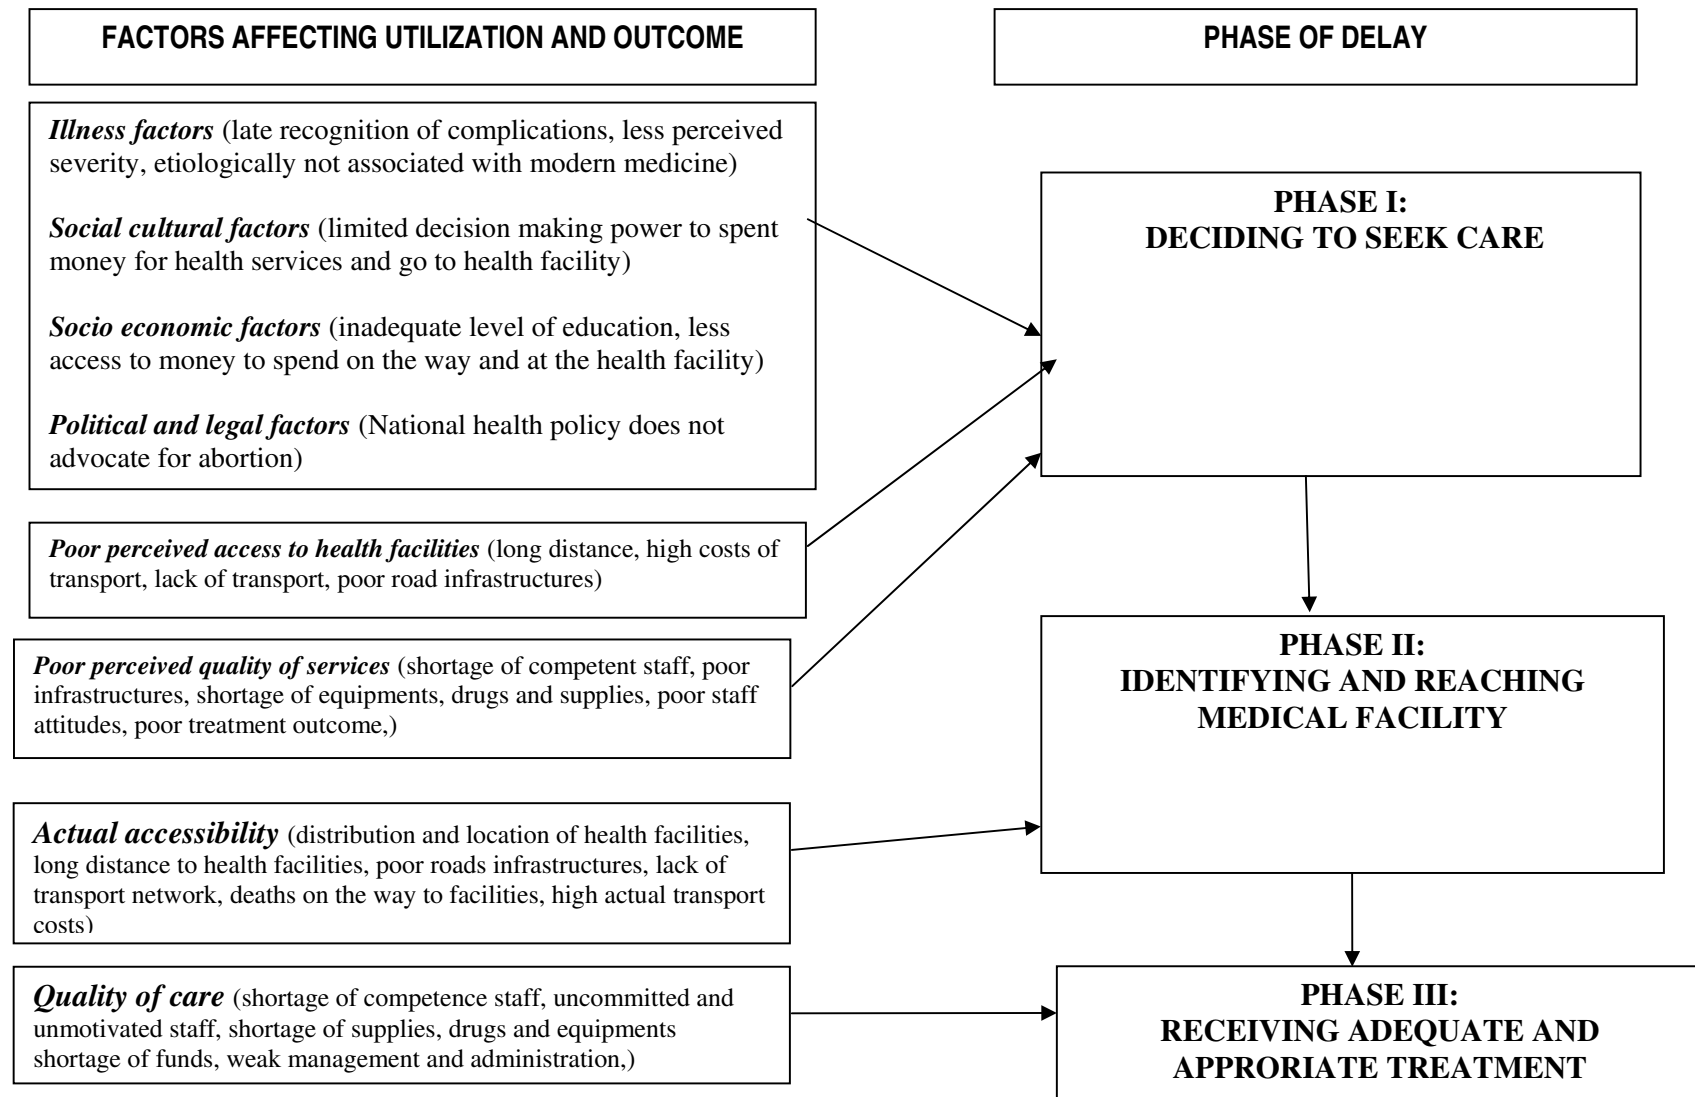 FACTORS AFFECTING UTILIZATION AND OUTCOME
PHASE OF DELAY
Illness factors (late recognition of complications, less perceived
severity, etiologically not associated with modern medicine)
Social cultural factors (limited decision making power to spent
money for health services and go to health facility)
Socio economic factors (inadequate level of education, less
access to money to spend on the way and at the health facility)
Political and legal factors (National health policy does not
advocate for abortion)
Poor perceived access to health facilities (long distance, high costs of
transport, lack of transport, poor road infrastructures)
Poor perceived quality of services (shortage of competent staff, poor
infrastructures, shortage of equipments, drugs and supplies, poor staff
attitudes, poor treatment outcome,)
Actual accessibility (distribution and location of health facilities,
long distance to health facilities, poor roads infrastructures, lack of
transport network, deaths on the way to facilities, high actual transport
costs)
Quality of care (shortage of competence staff, uncommitted and
unmotivated staff, shortage of supplies, drugs and equipments
shortage of funds, weak management and administration,)
PHASE I:
DECIDING TO SEEK CARE
PHASE II:
IDENTIFYING AND REACHING
MEDICAL FACILITY
PHASE III:
RECEIVING ADEQUATE AND
APPRORIATE TREATMENT